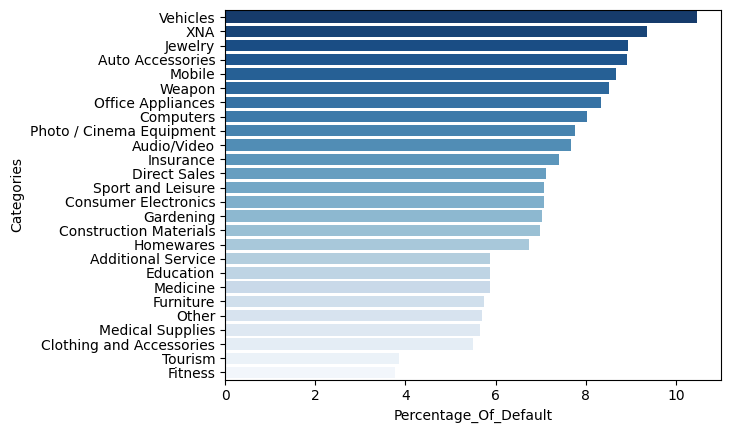 Categories
Vehicles
XNA
Jewelry
Auto Accessories
Mobile
Weapon
Office Appliances
Computers
Photo / Cinema Equipment
Audio/Video
Insurance
Direct Sales
Sport and Leisure
Consumer Electronics
Gardening
Construction Materials
Homewares
Additional Service
Education
Medicine
Furniture
Other
Medical Supplies
Clothing and Accessories
Tourism
Fitness
0 2 4 6 8 10
Percentage_Of_Default